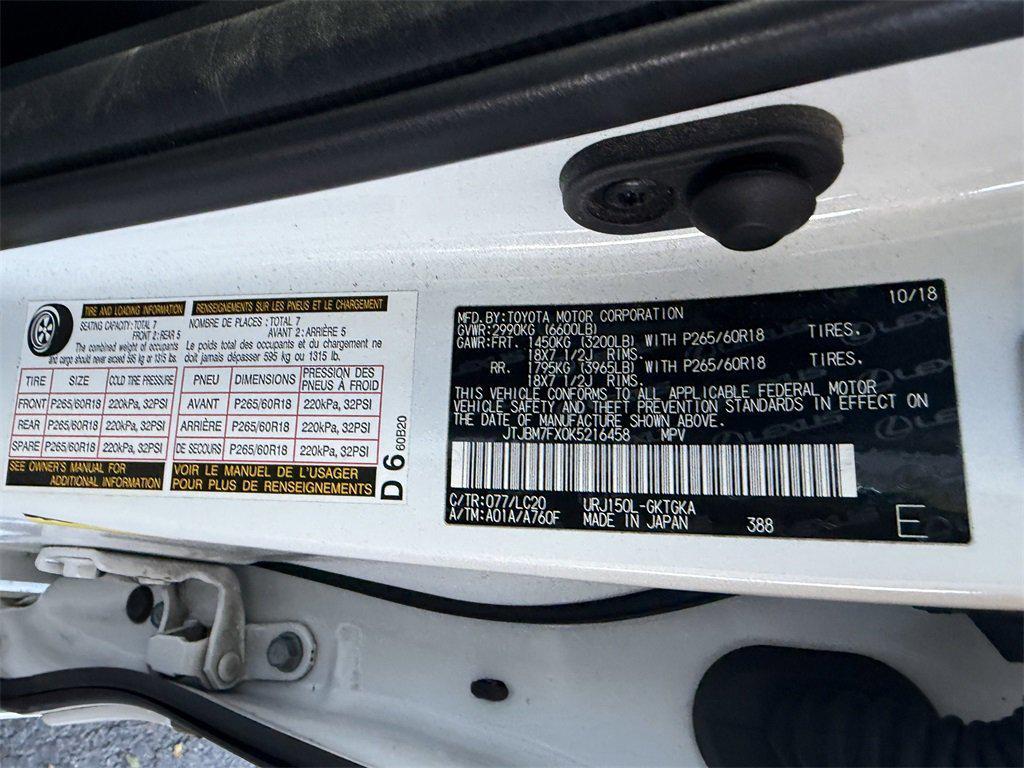 TIRE AND LOADING INFORMATION
SEATING CAPACITY: TOTAL 7
FRONT 2: REAR 5
The combined weight of occupants
and cargo should never exceed 595 kg or 1315 lbs.
RENSEIGNEMENTS SUR LES PNEUS ET LE CHARGEMENT
NOMBRE DE PLACES : TOTAL 7
AVANT 2: ARRIÈRE 5
Le poids total des occupants et du chargement ne
doit jamais dépasser 595 kg ou 1315 lb.
TIRE SIZE COLD TIRE PRESSURE
FRONT P265/60R18 220kPa, 32PSI
REAR P265/60R18 220kPa, 32PSI
SPARE P265/60R18 220kPa, 32PSI
SEE OWNER'S MANUAL FOR
ADDITIONAL INFORMATION
PNEU DIMENSIONS PRESSION DES PNEUS À FROID
AVANT P265/60R18 220kPa, 32PSI
ARRIÈRE P265/60R18 220kPa, 32PSI
DE SECOURS P265/60R18 220kPa, 32PSI
VOIR LE MANUEL DE L'USAGER
POUR PLUS DE RENSEIGNEMENTS
D 6 60B20
10/18
MFD.BY:TOYOTA MOTOR CORPORATION
GVWR:2990KG (6600LB)
GAWR:FRT. 1450KG (3200LB) WITH P265/60R18 TIRES.
18X7 1/2J RIMS.
RR. 1795KG (3965LB) WITH P265/60R18 TIRES.
18X7 1/2J RIMS.
THIS VEHICLE CONFORMS TO ALL APPLICABLE FEDERAL MOTOR
VEHICLE SAFETY AND THEFT PREVENTION STANDARDS IN EFFECT ON
THE DATE OF MANUFACTURE SHOWN ABOVE.
JTJBM7FX0K5216458 MPV
C/TR:077/LC20 URJ150L-GKTGKA
A/TM:A01A/A760F MADE IN JAPAN 388 E